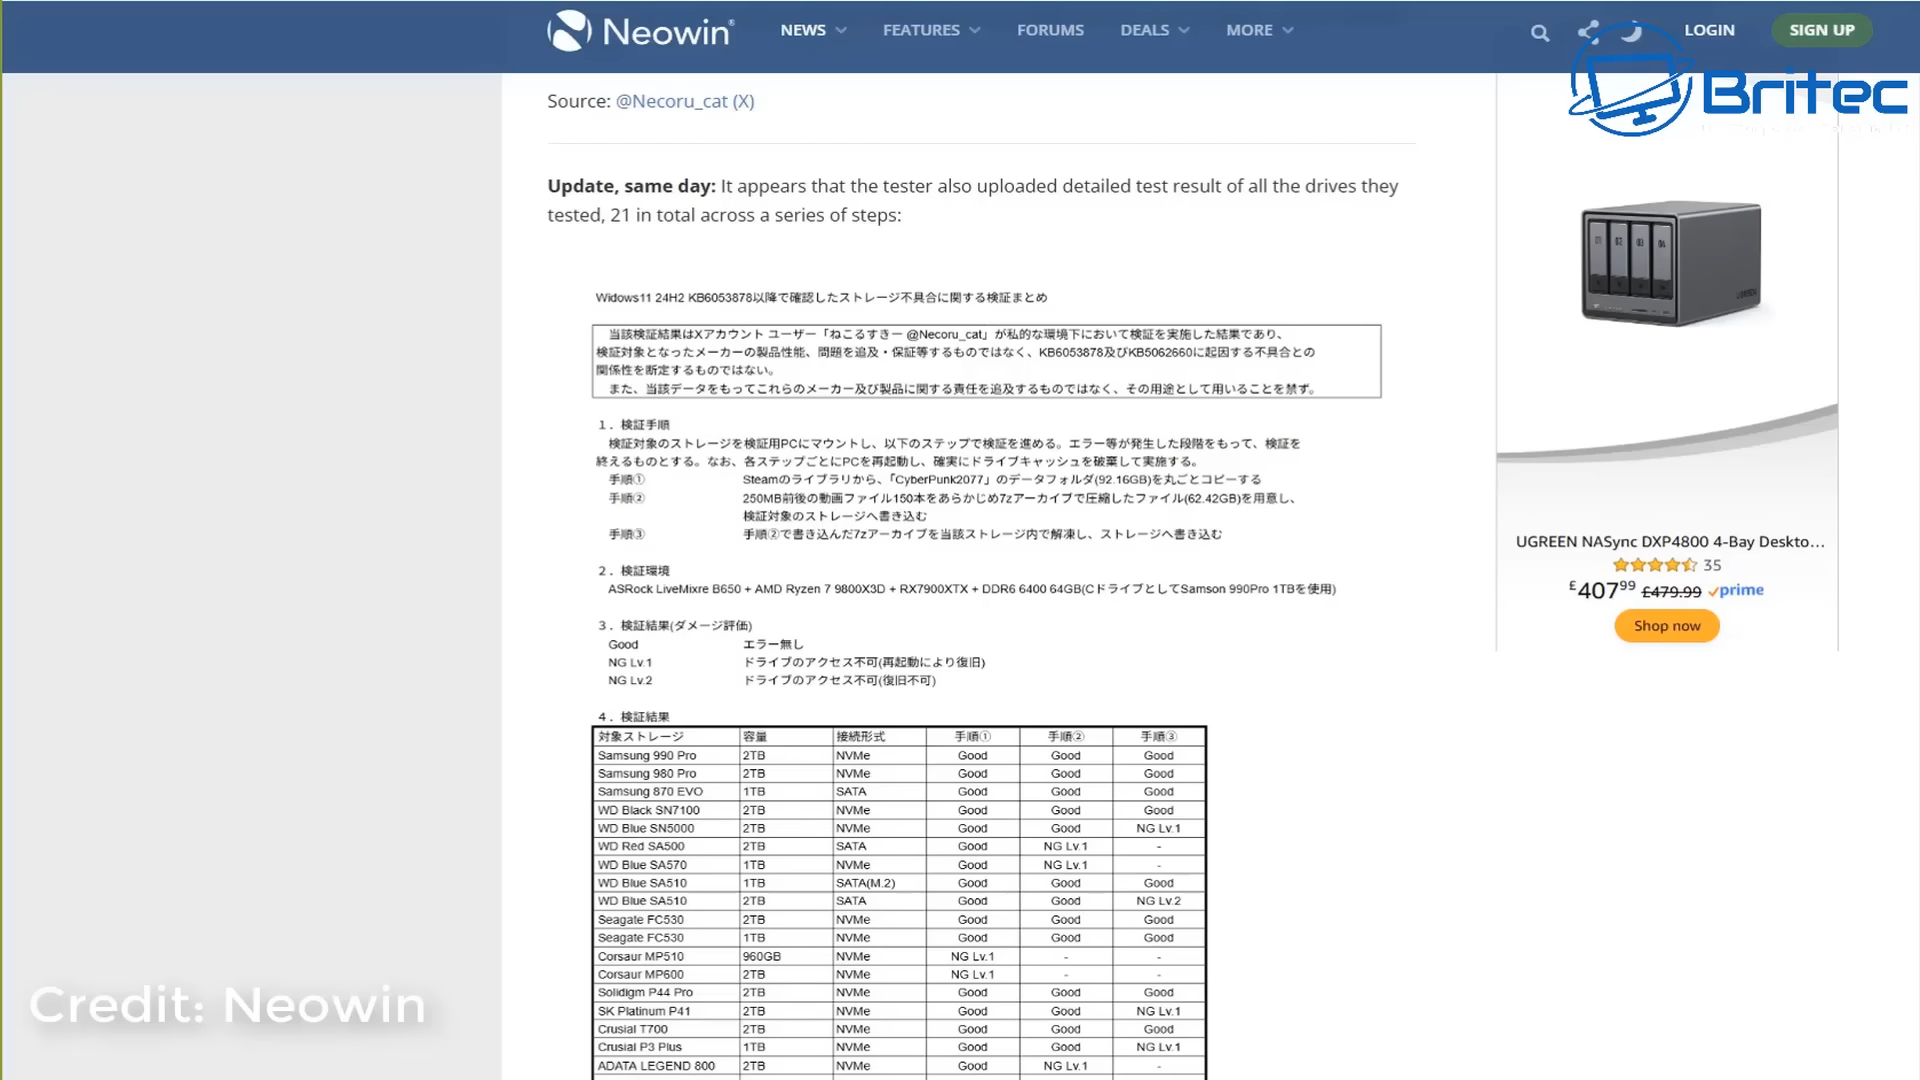 Neowin
NEWS FEATURES FORUMS DEALS MORE LOGIN SIGN UP
Britec
Source: @Necoru_cat (X)
Update, same day: It appears that the tester also uploaded detailed test result of all the drives they
tested, 21 in total across a series of steps:
Widows11 24H2 KB6053878以降で確認したストレージ不具合に関する検証まとめ
当該検証結果はXアカウント ユーザー「ねこるすきー @Necoru_cat」が私的な環境下において検証を実施した結果であり、
検証対象となったメーカーの製品性能、問題を追及・保証等するものではなく、KB6053878及びKB5062660に起因する不具合との
関係性を断定するものではない。
また、当該データをもってこれらのメーカー及び製品に関する責任を追及するものではなく、その用途として用いることを禁ず。
1．検証手順
検証対象のストレージを検証用PCにマウントし、以下のステップで検証を進める。エラー等が発生した段階をもって、検証を
終えるものとする。なお、各ステップごとにPCを再起動し、確実にドライブキャッシュを破棄して実施する。
手順① Steamのライブラリから、「CyberPunk2077」のデータフォルダ(92.16GB)を丸ごとコピーする
手順② 250MB前後の動画ファイル150本をあらかじめ7zアーカイブで圧縮したファイル(62.42GB)を用意し、
検証対象のストレージへ書き込む
手順③ 手順②で書き込んだ7zアーカイブを当該ストレージ内で解凍し、ストレージへ書き込む
2．検証環境
ASRock LiveMixre B650 + AMD Ryzen 7 9800X3D + RX7900XTX + DDR6 6400 64GB(CドライブとしてSamson 990Pro 1TBを使用)
3．検証結果(ダメージ評価)
Good エラー無し
NG Lv.1 ドライブのアクセス不可(再起動により復旧)
NG Lv.2 ドライブのアクセス不可(復旧不可)
4．検証結果
対象ストレージ 容量 接続形式 手順① 手順② 手順③
Samsung 990 Pro 2TB NVMe Good Good Good
Samsung 980 Pro 2TB NVMe Good Good Good
Samsung 870 EVO 1TB SATA Good Good Good
WD Black SN7100 2TB NVMe Good Good Good
WD Blue SN5000 2TB NVMe Good Good NG Lv.1
WD Red SA500 2TB SATA Good NG Lv.1 -
WD Blue SA570 1TB NVMe Good NG Lv.1 -
WD Blue SA510 1TB SATA(M.2) Good Good Good
WD Blue SA510 2TB SATA Good Good NG Lv.2
Seagate FC530 2TB NVMe Good Good Good
Seagate FC530 1TB NVMe Good Good Good
Corsaur MP510 960GB NVMe NG Lv.1 - -
Corsaur MP600 2TB NVMe NG Lv.1 - -
Solidigm P44 Pro 2TB NVMe Good Good Good
SK Platinum P41 2TB NVMe Good Good NG Lv.1
Crusial T700 2TB NVMe Good Good Good
Crusial P3 Plus 1TB NVMe Good Good NG Lv.1
ADATA LEGEND 800 2TB NVMe Good NG Lv.1 -
01 02 03 04
UGREEN
UGREEN NASync DXP4800 4-Bay Deskto...
35
£407⁹⁹ £479.99 prime
Shop now
Credit: Neowin